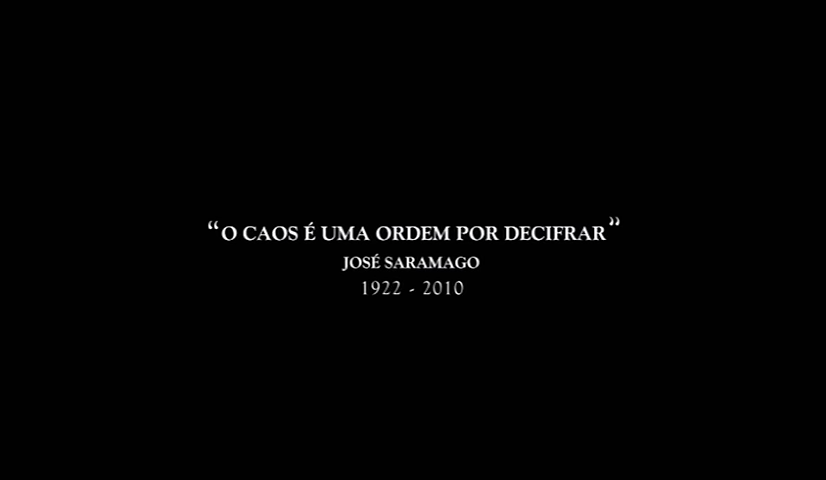 “O CAOS É UMA ORDEM POR DECIFRAR”
JOSÉ SARAMAGO
1922 - 2010